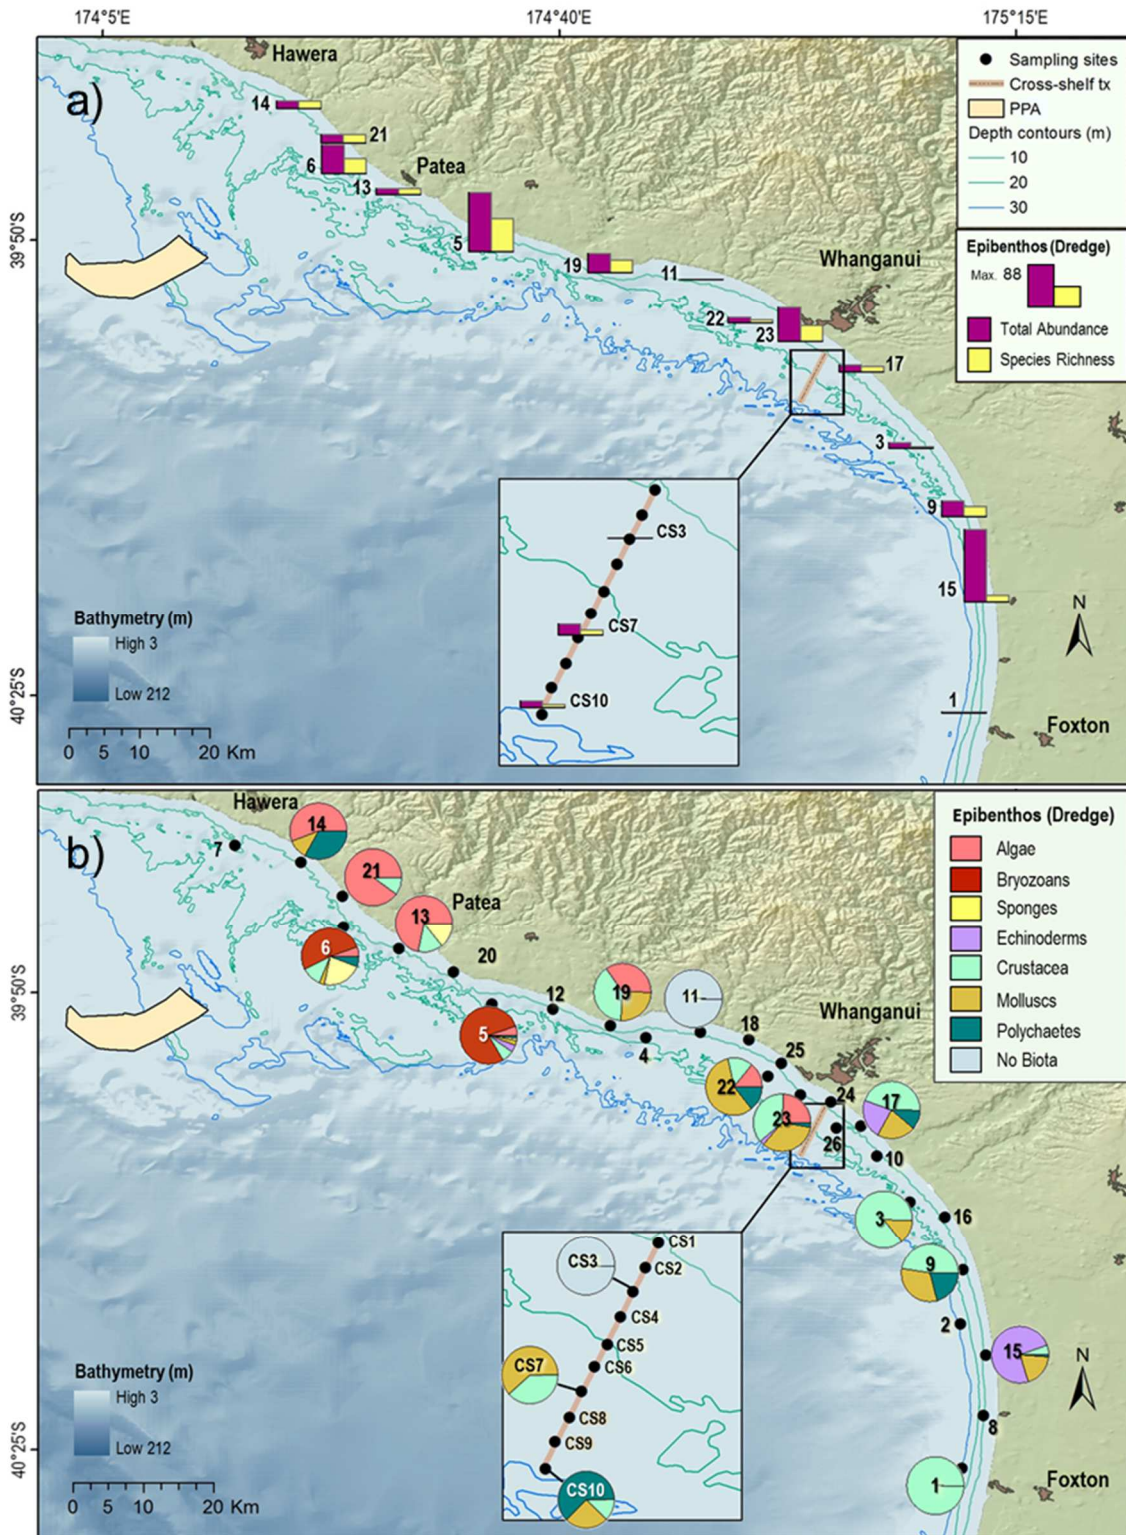 174°5'E
174°40'E
175°15'E
a)
Hawera
14
21
6
Patea
13
5
19
11
Whanganui
22
23
17
3
9
15
1
Foxton
39°50'S
40°25'S
CS3
CS7
CS10
Bathymetry (m)
High 3
Low 212
0 5 10 20 Km
N
Sampling sites
Cross-shelf tx
PPA
Depth contours (m)
10
20
30
Epibenthos (Dredge)
Max. 88
Total Abundance
Species Richness
b)
Hawera
7
14
21
13
Patea
6
20
5
12
19
4
11
18
25
Whanganui
22
23
24
26
17
10
3
16
9
2
15
8
1
Foxton
39°50'S
40°25'S
CS1
CS2
CS3
CS4
CS5
CS6
CS7
CS8
CS9
CS10
Bathymetry (m)
High 3
Low 212
0 5 10 20 Km
N
Epibenthos (Dredge)
Algae
Bryozoans
Sponges
Echinoderms
Crustacea
Molluscs
Polychaetes
No Biota